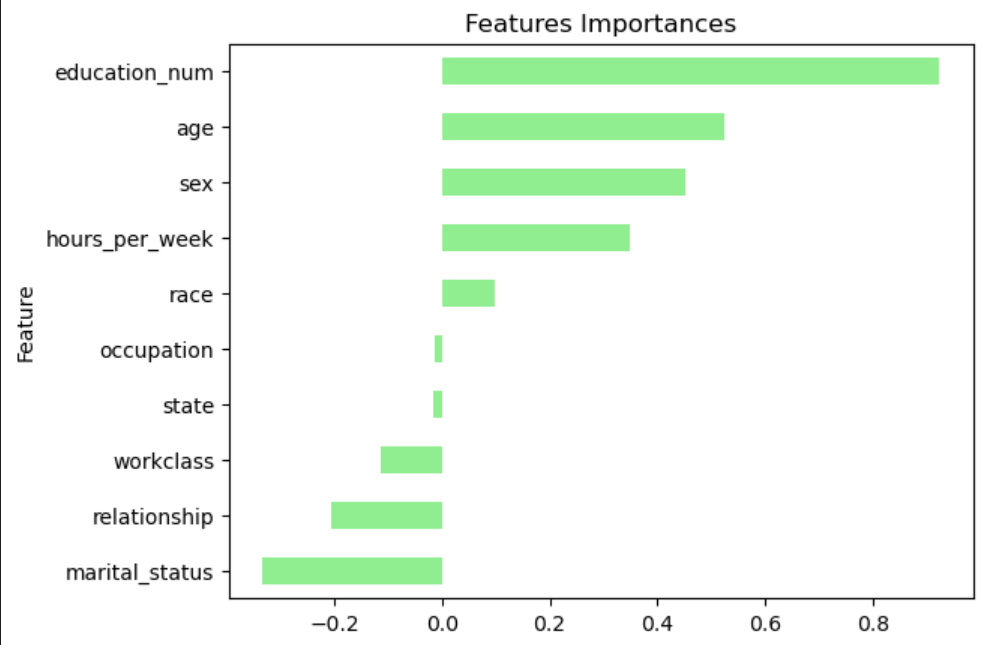 Features Importances
education_num
age
sex
hours_per_week
race
occupation
state
workclass
relationship
marital_status
Feature
−0.2 0.0 0.2 0.4 0.6 0.8